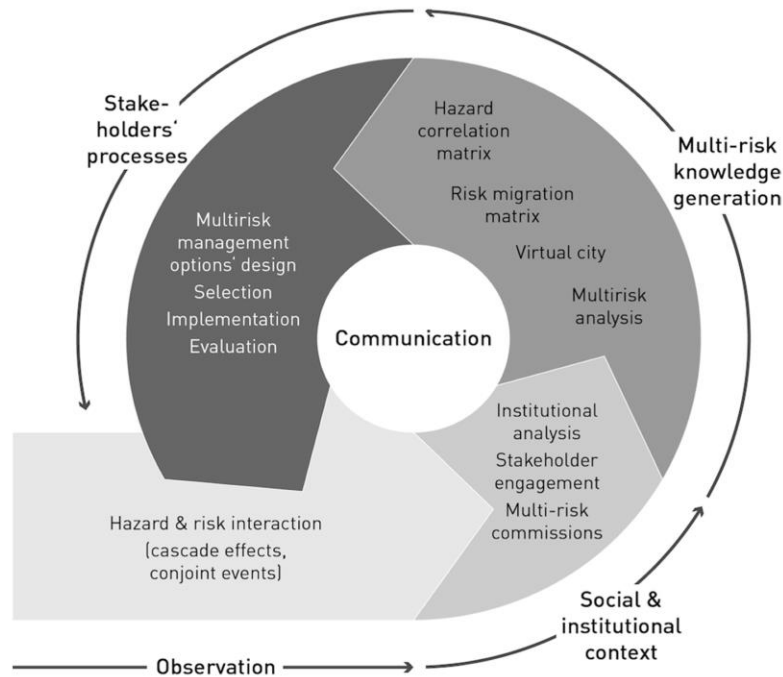 Stake-
holders‘
processes
Hazard
correlation
matrix
Risk migration
matrix
Virtual city
Multirisk
analysis
Multi-risk
knowledge
generation
Multirisk
management
options‘ design
Selection
Implementation
Evaluation
Communication
Institutional
analysis
Stakeholder
engagement
Multi-risk
commissions
Hazard & risk interaction
(cascade effects,
conjoint events)
Social &
institutional
context
Observation